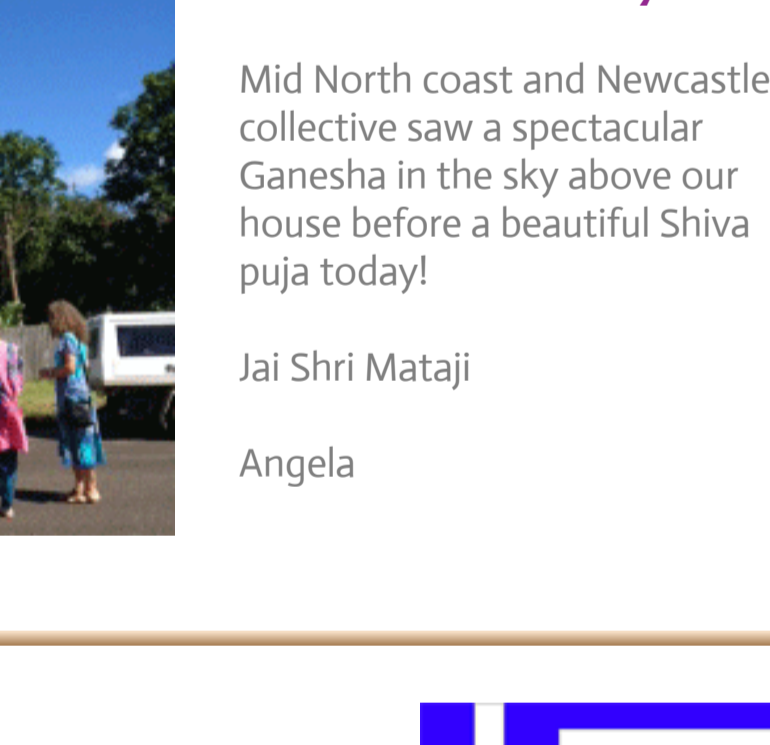 Mid North coast and Newcastle
collective saw a spectacular
Ganesha in the sky above our
house before a beautiful Shiva
puja today!
Jai Shri Mataji
Angela